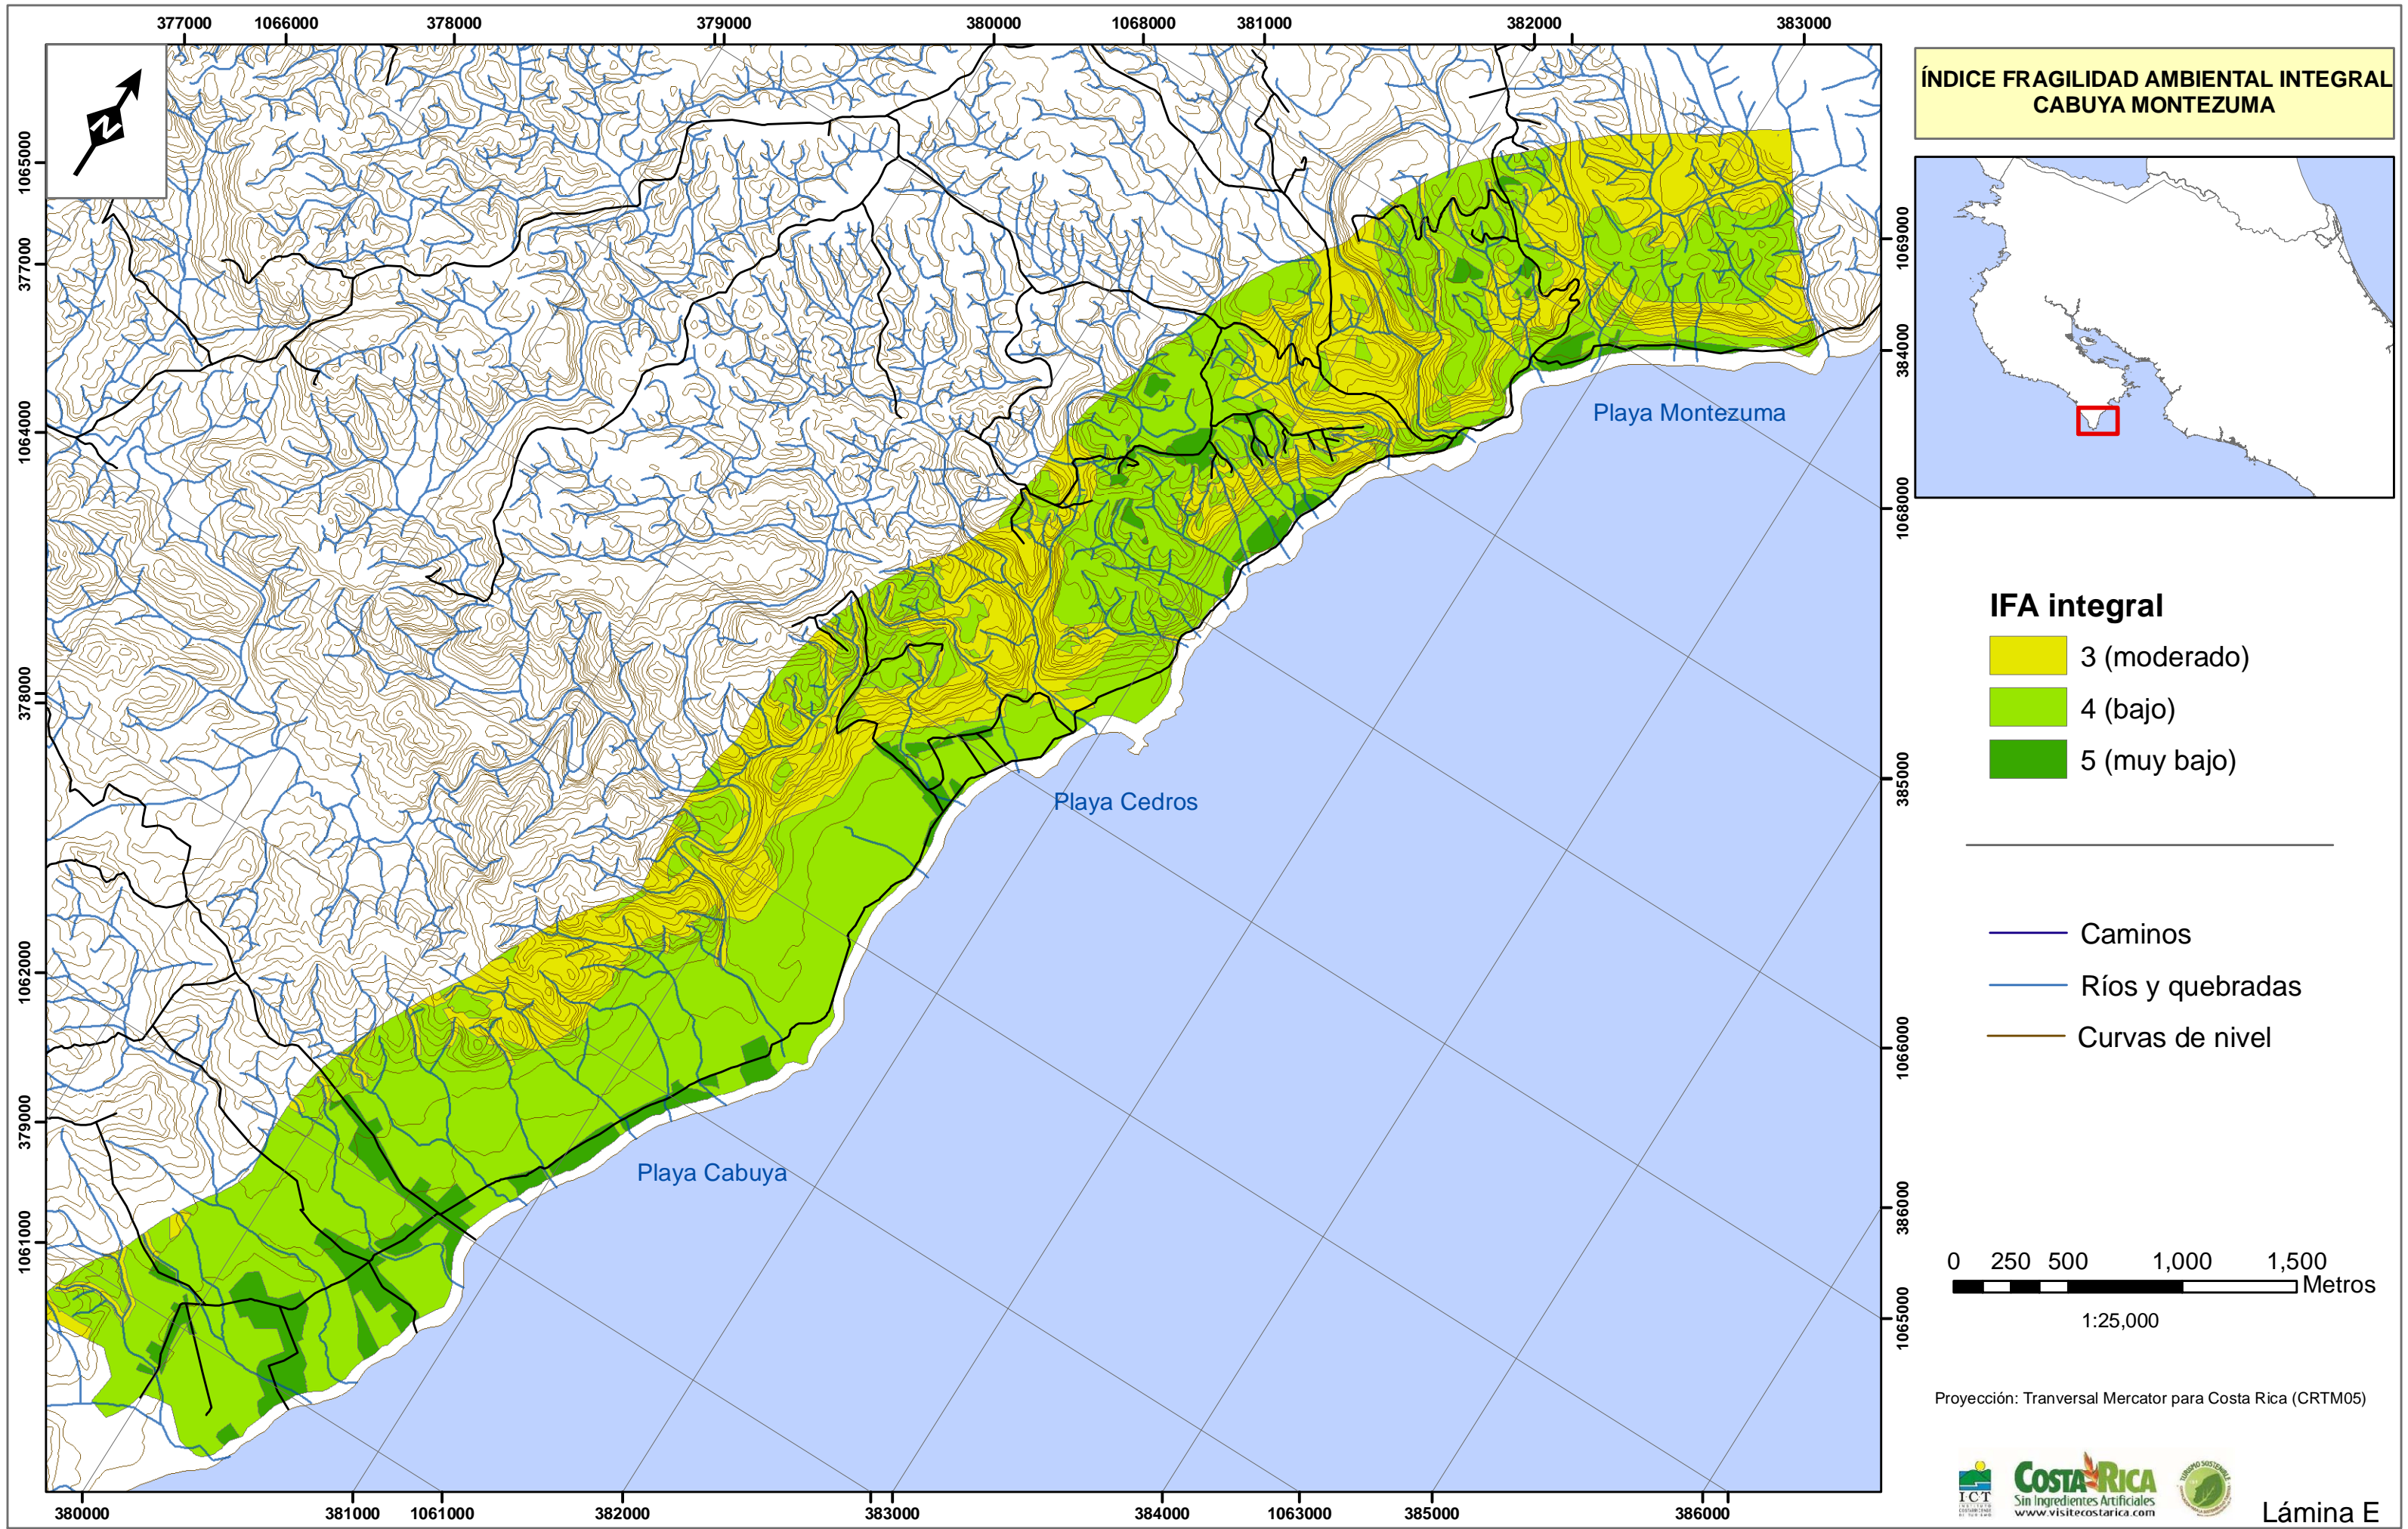 377000 1066000 378000 379000 380000 1068000 381000 382000 383000
1065000
377000
1064000
378000
1062000
379000
1061000
N
Playa Montezuma
Playa Cedros
Playa Cabuya
1069000
384000
1068000
385000
1066000
386000
1065000
380000 381000 1061000 382000 383000 384000 1063000 385000 386000
ÍNDICE FRAGILIDAD AMBIENTAL INTEGRAL
CABUYA MONTEZUMA
IFA integral
3 (moderado)
4 (bajo)
5 (muy bajo)
Caminos
Ríos y quebradas
Curvas de nivel
0 250 500 1,000 1,500
Metros
1:25,000
Proyección: Tranversal Mercator para Costa Rica (CRTM05)
ICT
COSTA RICA
Sin Ingredientes Artificiales
www.visitecostarica.com
TURISMO SOSTENIBLE
Lámina E